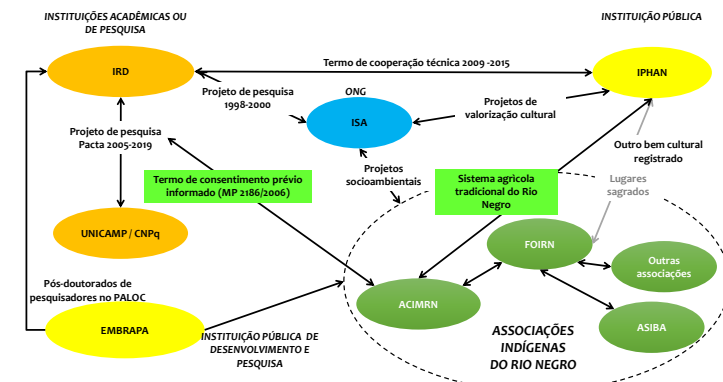 INSTITUIÇÕES ACADÊMICAS OU
DE PESQUISA
INSTITUIÇÃO PÚBLICA
IRD
Termo de cooperação técnica 2009 -2015
IPHAN
Projeto de pesquisa
1998-2000
ONG
ISA
Projetos de
valorização cultural
Projeto de pesquisa
Pacta 2005-2019
Outro bem cultural
registrado
Termo de consentimento prévio
informado (MP 2186/2006)
Projetos
socioambientais
Sistema agrìcola
tradicional do Rio
Negro
Lugares
sagrados
UNICAMP / CNPq
FOIRN
Outras
associações
Pós-doutorados de
pesquisadores no PALOC
ACIMRN
EMBRAPA
ASIBA
INSTITUIÇÃO PÚBLICA DE
DESENVOLVIMENTO E
PESQUISA
ASSOCIAÇÕES
INDÍGENAS
DO RIO NEGRO